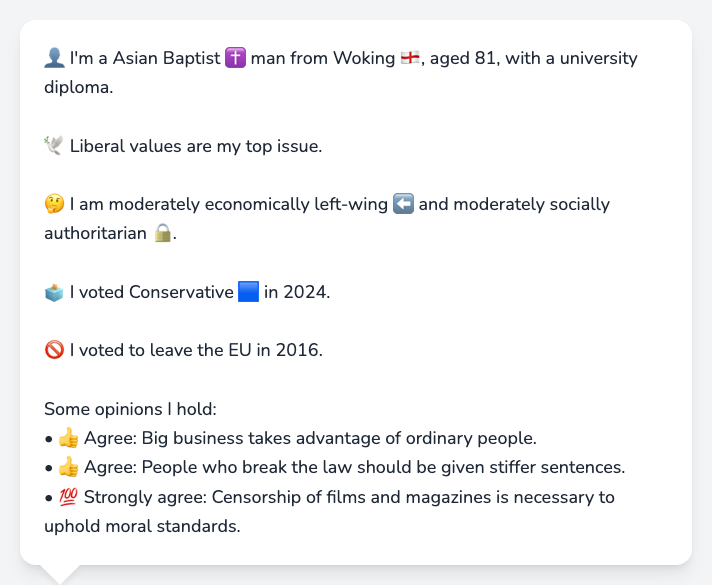 👤 I'm a Asian Baptist ✝️ man from Woking 🏴󠁧󠁢󠁥󠁮󠁧󠁿, aged 81, with a university
diploma.
🕊️ Liberal values are my top issue.
🤔 I am moderately economically left-wing ⬅️ and moderately socially
authoritarian 🔒.
🗳️ I voted Conservative 🟦 in 2024.
🚫 I voted to leave the EU in 2016.
Some opinions I hold:
• 👍 Agree: Big business takes advantage of ordinary people.
• 👍 Agree: People who break the law should be given stiffer sentences.
• 💯 Strongly agree: Censorship of films and magazines is necessary to
uphold moral standards.